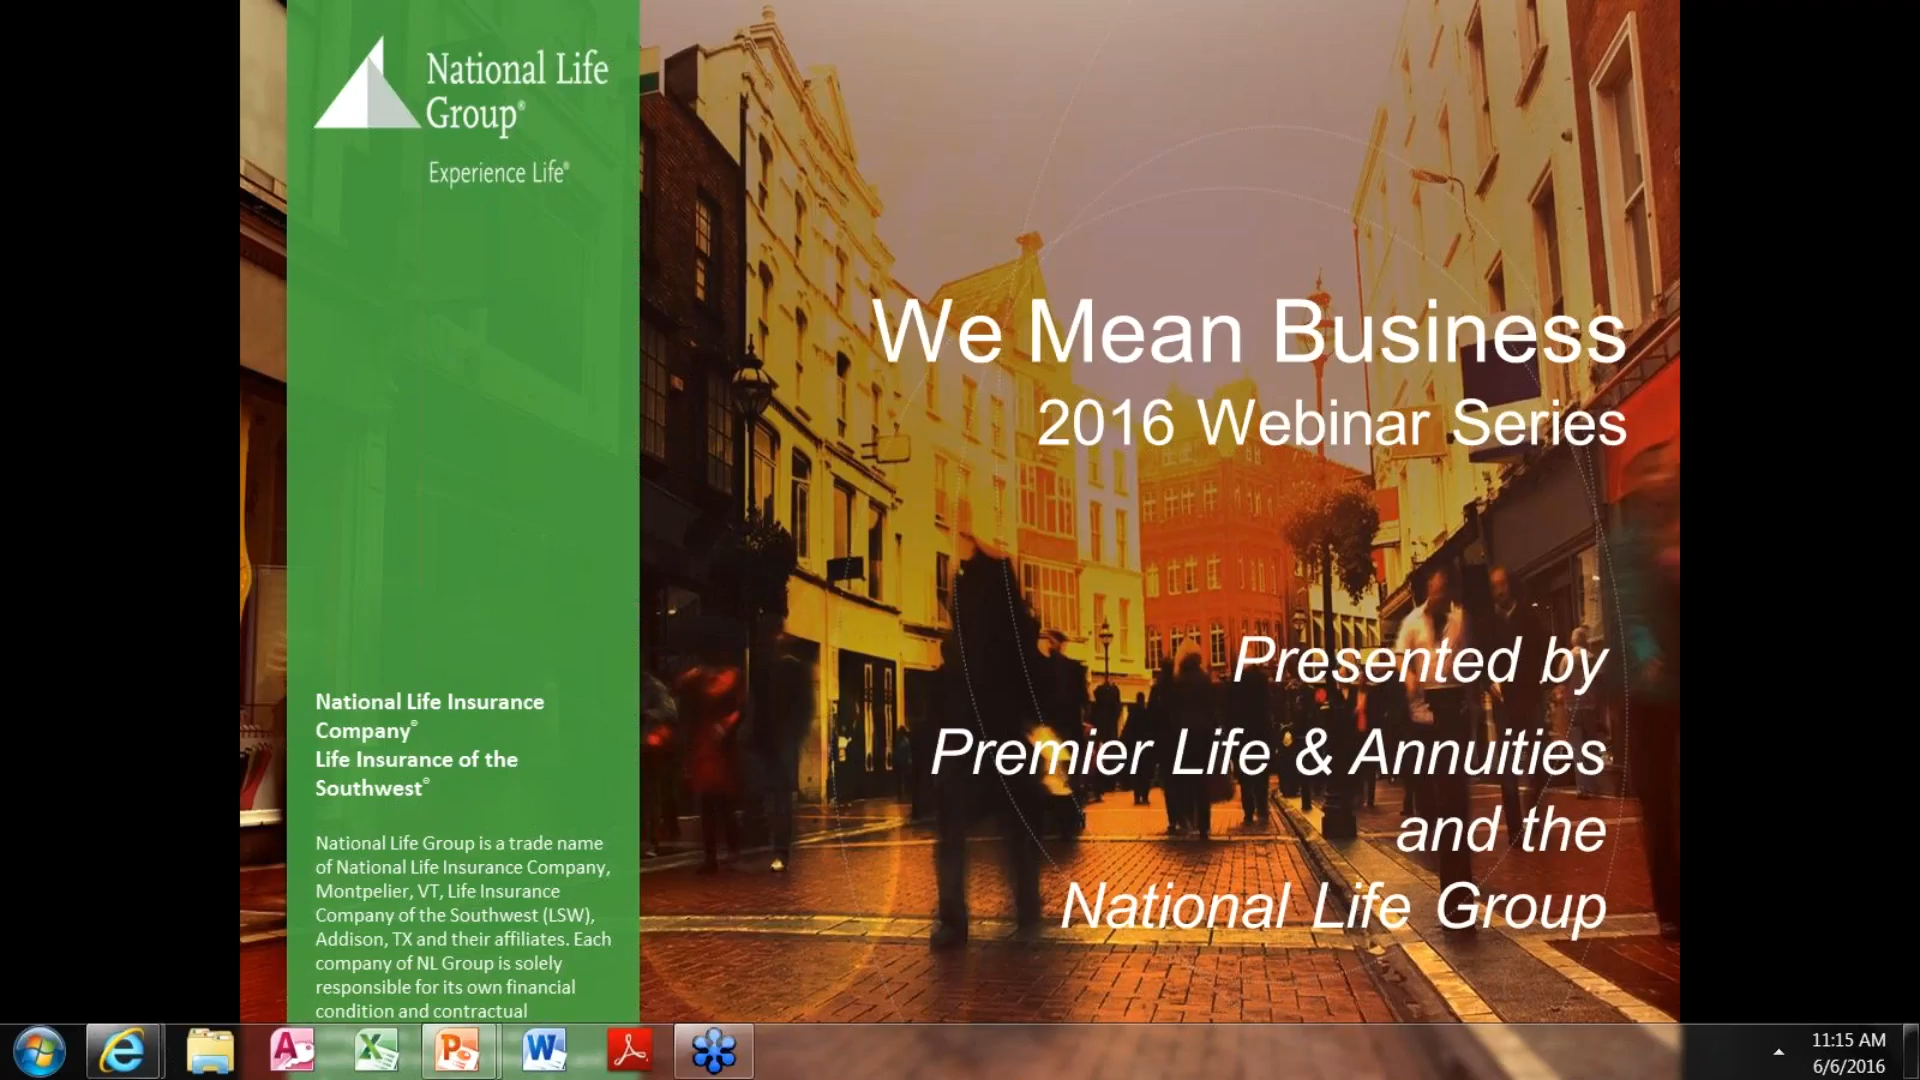 National Life
Group®
Experience Life®
We Mean Business
2016 Webinar Series
Presented by
Premier Life & Annuities
and the
National Life Group
National Life Insurance
Company®
Life Insurance of the
Southwest®
National Life Group is a trade name
of National Life Insurance Company,
Montpelier, VT, Life Insurance
Company of the Southwest (LSW),
Addison, TX and their affiliates. Each
company of NL Group is solely
responsible for its own financial
condition and contractual
11:15 AM
6/6/2016